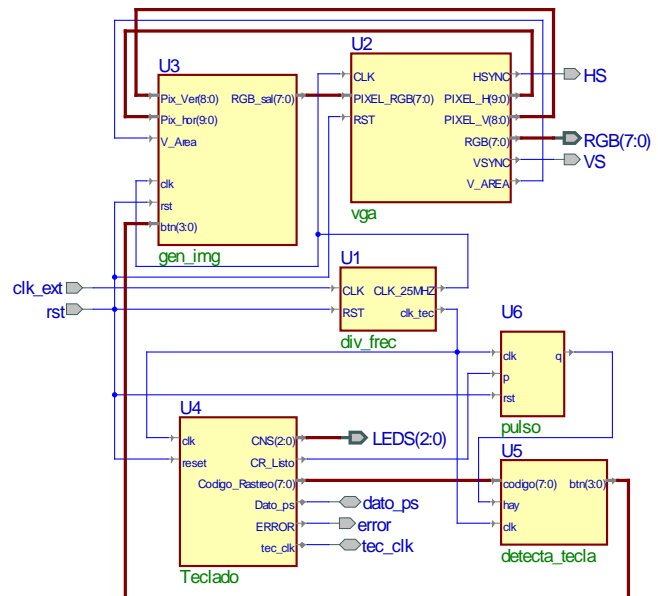 U3
Pix_Ver(8:0) RGB_sal(7:0)
Pix_hor(9:0)
V_Area
clk
rst
btn(3:0)
gen_img
U2
CLK HSYNC
PIXEL_RGB(7:0) PIXEL_H(9:0)
RST PIXEL_V(8:0)
RGB(7:0)
VSYNC
V_AREA
vga
HS
RGB(7:0)
VS
clk_ext
rst
U1
CLK CLK_25MHZ
RST clk_tec
div_frec
U6
clk q
p
rst
pulso
U4
clk CNS(2:0)
reset CR_Listo
Codigo_Rastreo(7:0)
Dato_ps
ERROR
tec_clk
Teclado
LEDS(2:0)
dato_ps
error
tec_clk
U5
codigo(7:0) btn(3:0)
hay
clk
detecta_tecla